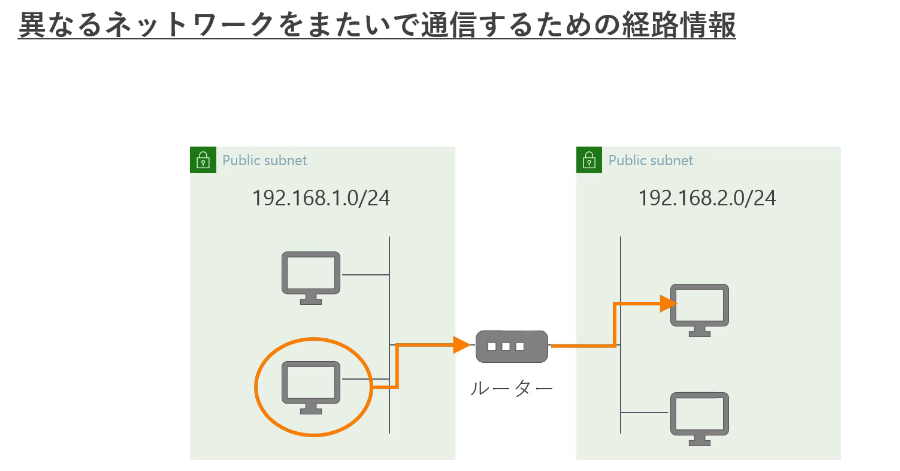 異なるネットワークをまたいで通信するための経路情報
Public subnet
192.168.1.0/24
Public subnet
192.168.2.0/24
ルーター